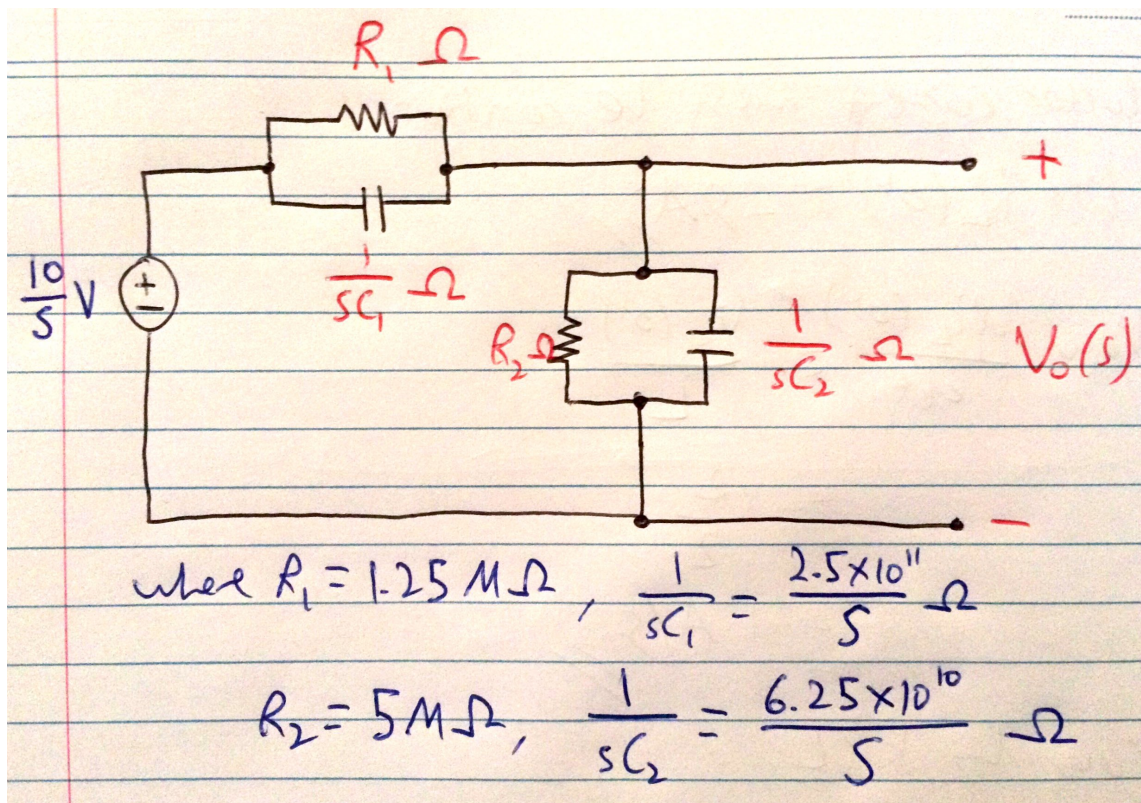 R₁ Ω
1/sC₁ Ω
10/s V
+
−
R₂ Ω
1/sC₂ Ω
+
V₀(s)
−
where R₁ = 1.25 MΩ, 1/sC₁ = 2.5×10¹¹/s Ω
R₂ = 5 MΩ, 1/sC₂ = 6.25×10¹⁰/s Ω